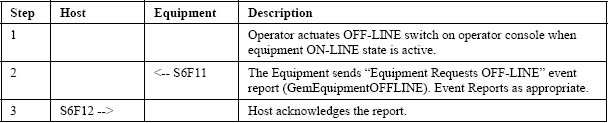 Step Host Equipment Description
1 Operator actuates OFF-LINE switch on operator console when
equipment ON-LINE state is active.
2 <-- S6F11 The Equipment sends “Equipment Requests OFF-LINE” event
report (GemEquipmentOFFLINE). Event Reports as appropriate.
3 S6F12 --> Host acknowledges the report.